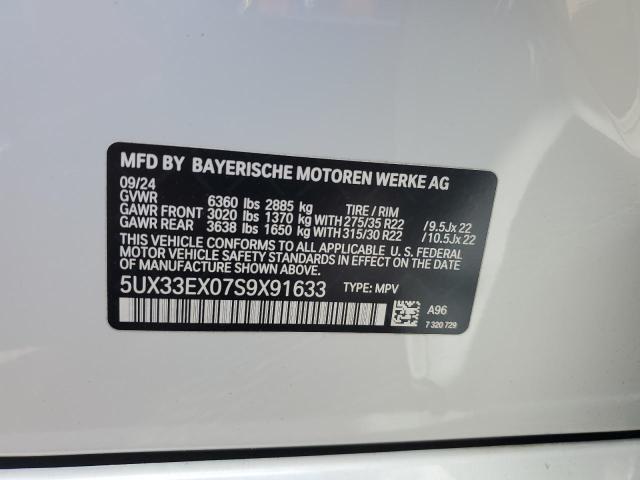 MFD BY BAYERISCHE MOTOREN WERKE AG
09/24
GVWR 6360 lbs 2885 kg TIRE / RIM
GAWR FRONT 3020 lbs 1370 kg WITH 275/35 R22 / 9.5Jx 22
GAWR REAR 3638 lbs 1650 kg WITH 315/30 R22 / 10.5Jx 22
THIS VEHICLE CONFORMS TO ALL APPLICABLE U. S. FEDERAL
MOTOR VEHICLE SAFETY STANDARDS IN EFFECT ON THE
DATE OF MANUFACTURE SHOWN ABOVE.
5UX33EX07S9X91633 TYPE: MPV
A96
7 320 729